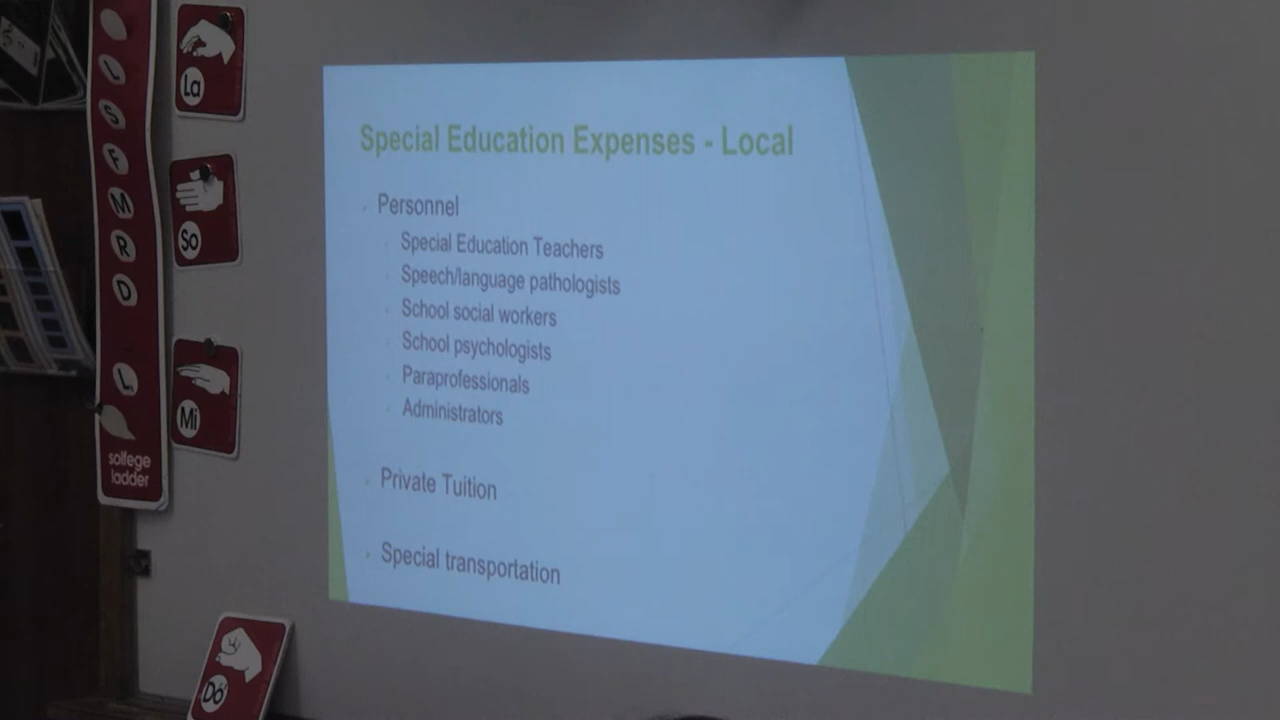 L
S
F
M
R
D
L
solfege
ladder
La
So
Mi
Do
Special Education Expenses - Local
Personnel
Special Education Teachers
Speech/language pathologists
School social workers
School psychologists
Paraprofessionals
Administrators
Private Tuition
Special transportation